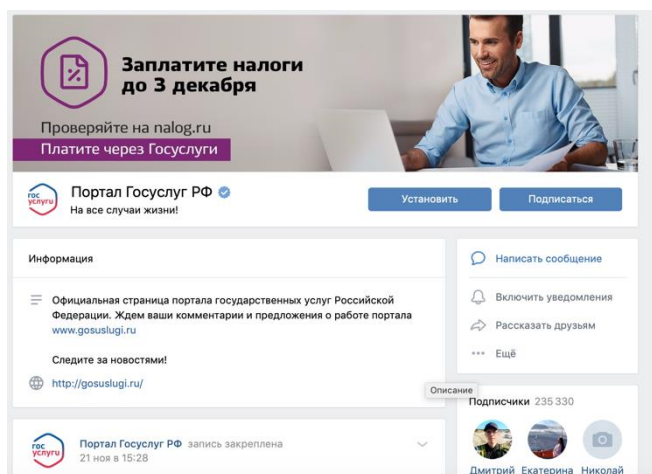 Заплатите налоги
до 3 декабря
Проверяйте на nalog.ru
Платите через Госуслуги
гос
услуги
Портал Госуслуг РФ
На все случаи жизни!
Установить
Подписаться
Информация
Официальная страница портала государственных услуг Российской
Федерации. Ждем ваши комментарии и предложения о работе портала
www.gosuslugi.ru
Следите за новостями!
http://gosuslugi.ru/
Написать сообщение
Включить уведомления
Рассказать друзьям
Ещё
Описание
Подписчики 235 330
Дмитрий Екатерина Николай
гос
услуги
Портал Госуслуг РФ запись закреплена
21 ноя в 15:28